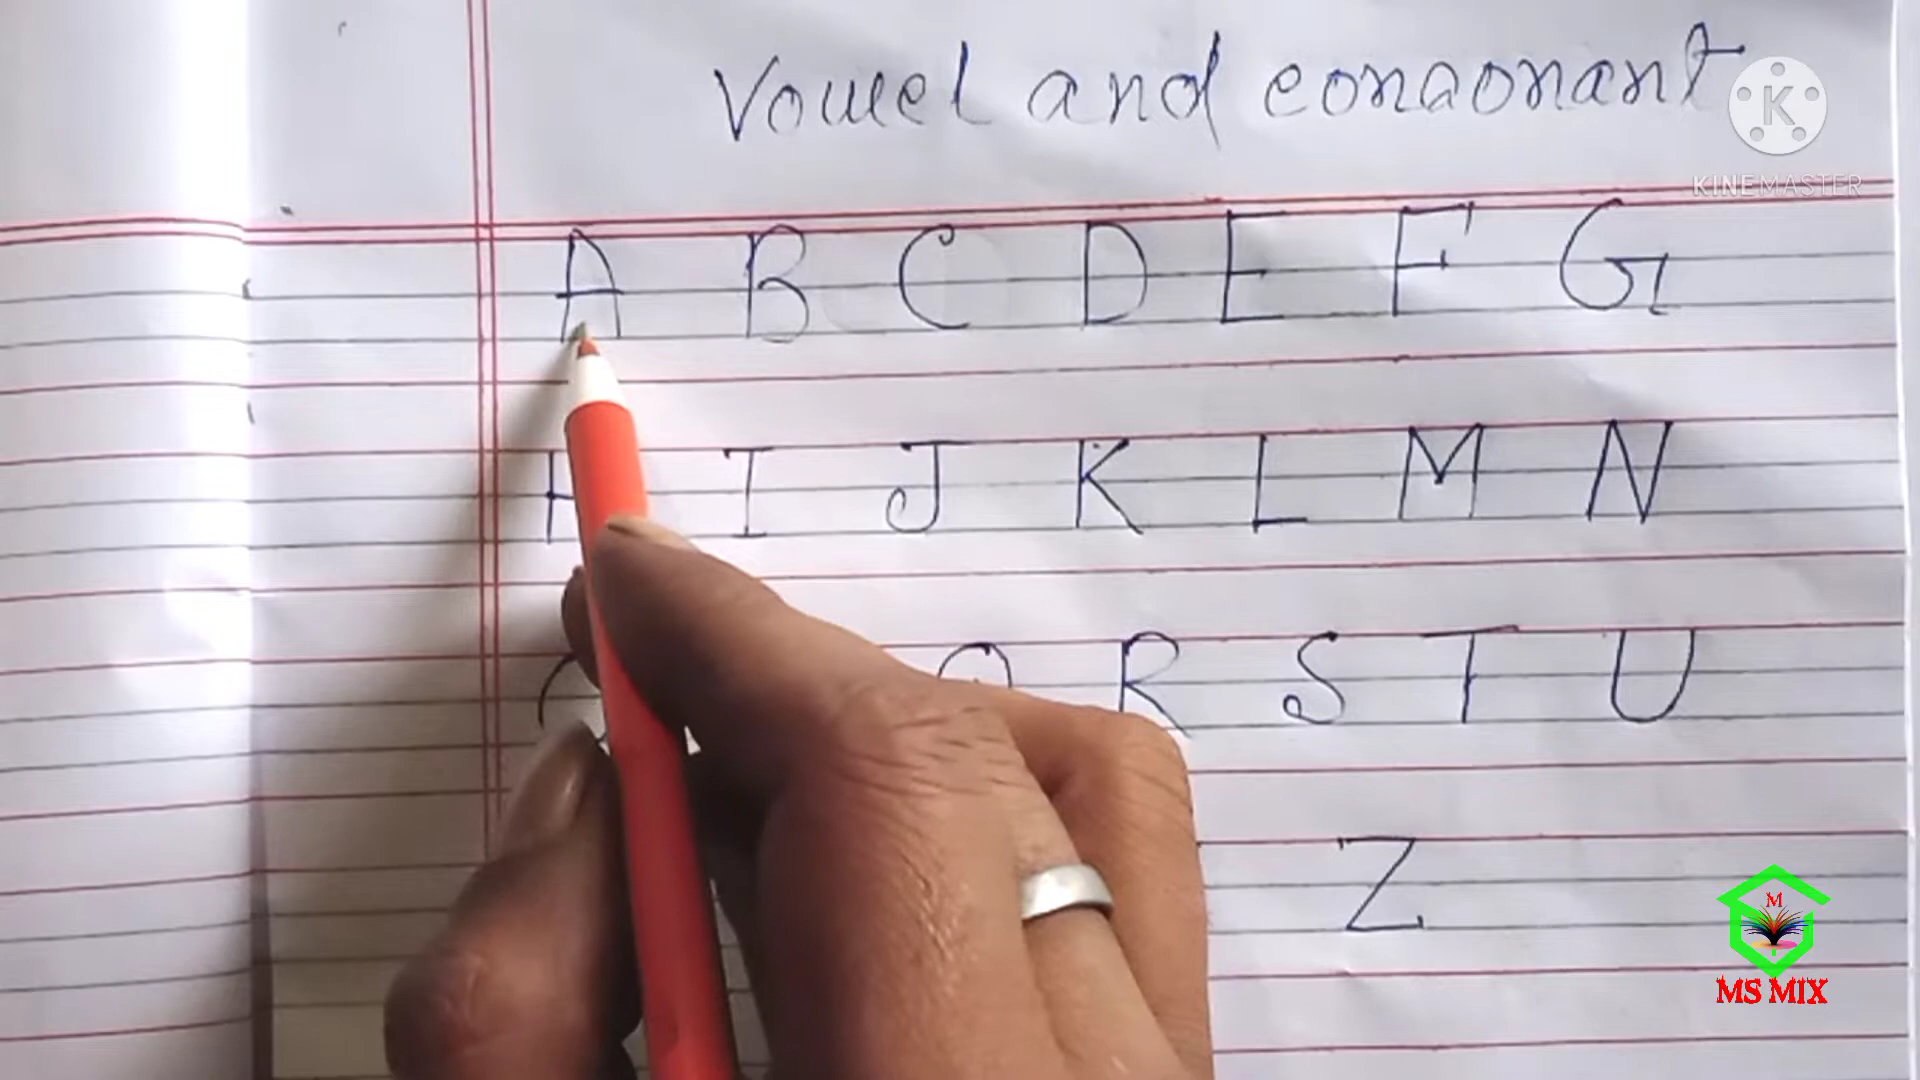 Vowel and consonant
KINEMASTER
A B C D E F G
H I J K L M N
Q R S T U
Z
M
MS MIX